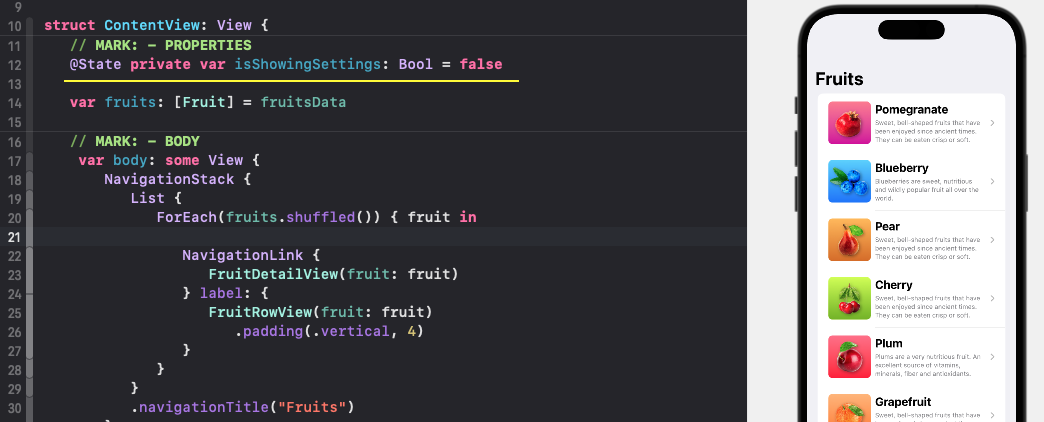 9
10 struct ContentView: View {
11 // MARK: - PROPERTIES
12 @State private var isShowingSettings: Bool = false
13
14 var fruits: [Fruit] = fruitsData
15
16 // MARK: - BODY
17 var body: some View {
18 NavigationStack {
19 List {
20 ForEach(fruits.shuffled()) { fruit in
21
22 NavigationLink {
23 FruitDetailView(fruit: fruit)
24 } label: {
25 FruitRowView(fruit: fruit)
26 .padding(.vertical, 4)
27 }
28 }
29 }
30 .navigationTitle("Fruits")
Fruits
Pomegranate
Sweet, bell-shaped fruits that have
been enjoyed since ancient times.
They can be eaten crisp or soft.
Blueberry
Blueberries are sweet, nutritious
and wildly popular fruit all over the
world.
Pear
Sweet, bell-shaped fruits that have
been enjoyed since ancient times.
They can be eaten crisp or soft.
Cherry
Sweet, bell-shaped fruits that have
been enjoyed since ancient times.
They can be eaten crisp or soft.
Plum
Plums are a very nutritious fruit. An
excellent source of vitamins,
minerals, fiber and antioxidants.
Grapefruit
Sweet, bell-shaped fruits that have